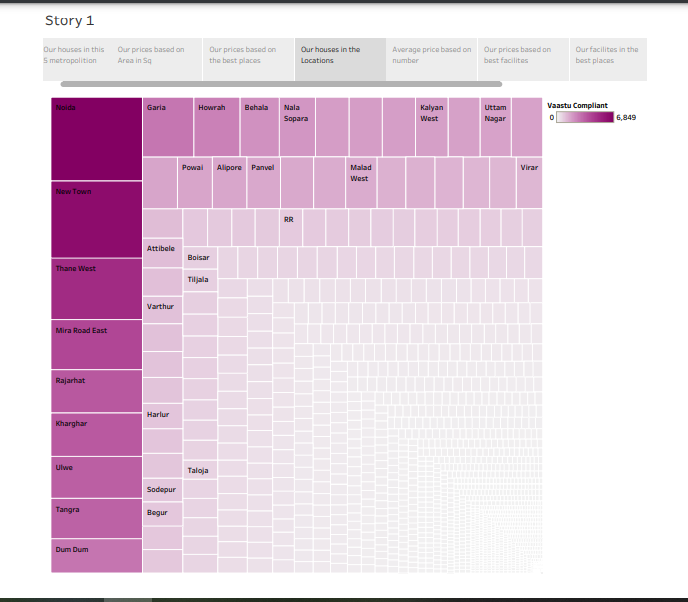 Story 1
Our houses in this
5 metropolition
Our prices based on
Area in Sq
Our prices based on
the best places
Our houses in the
Locations
Average price based on
number
Our prices based on
best facilites
Our facilites in the
best places
Noida
New Town
Thane West
Mira Road East
Rajarhat
Kharghar
Ulwe
Tangra
Dum Dum
Garia
Howrah
Behala
Nala
Sopara
Kalyan
West
Uttam
Nagar
Powai
Alipore
Panvel
Malad
West
Virar
RR
Attibele
Boisar
Tiljala
Varthur
Harlur
Taloja
Sodepur
Begur
Vaastu Compliant
0
6,849